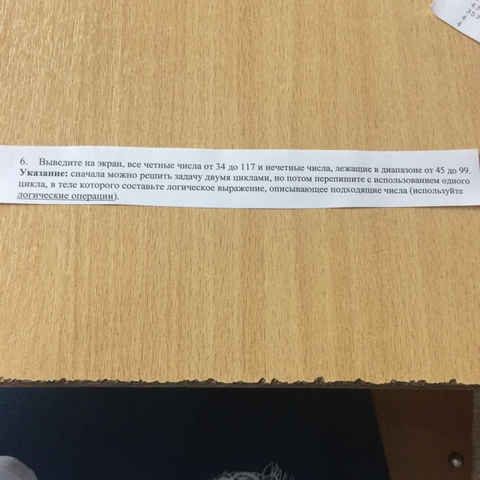 6. Выведите на экран, все четные числа от 34 до 117 и нечетные числа, лежащие в диапазоне от 45 до 99.
Указание: сначала можно решить задачу двумя циклами, но потом перепишите с использованием одного
цикла, в теле которого составьте логическое выражение, описывающее подходящие числа (используйте
логические операции).